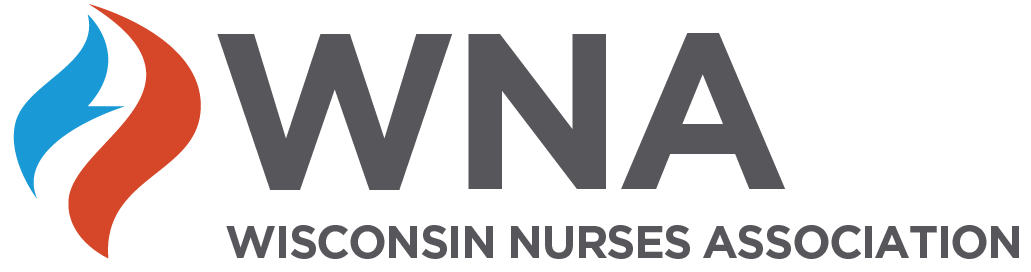 WNA
WISCONSIN NURSES ASSOCIATION